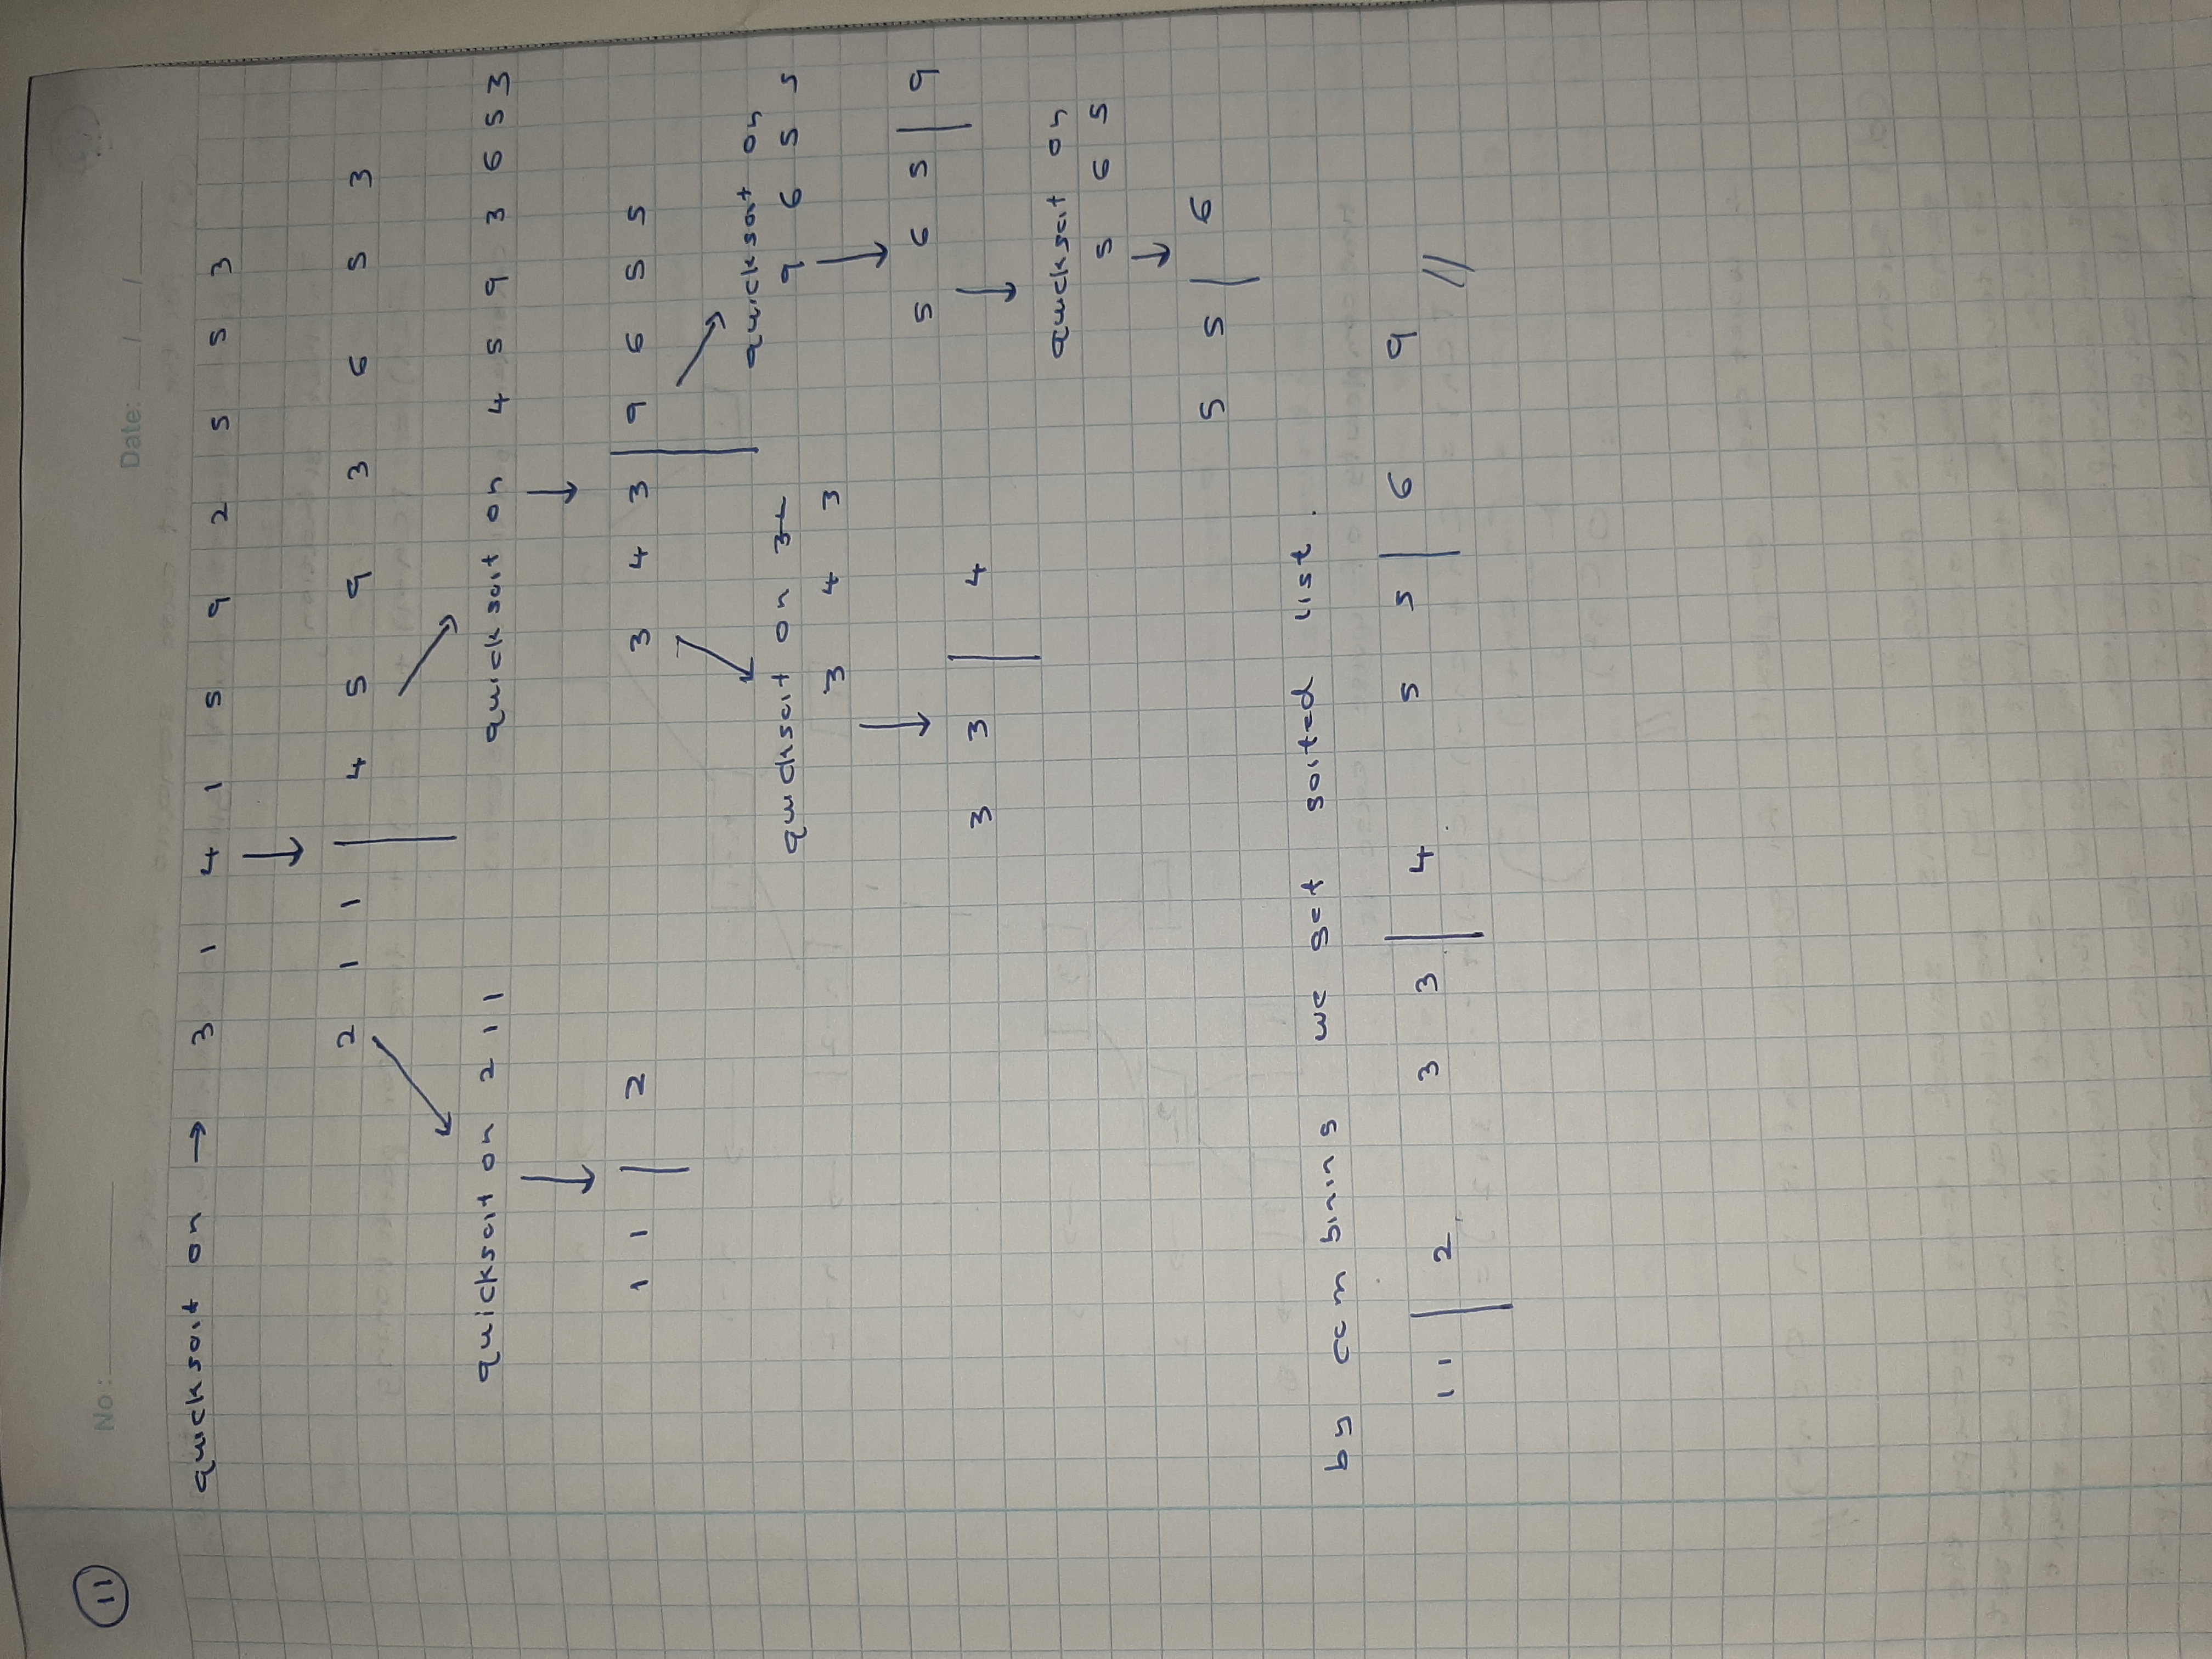 11
No :
Date: / /
quicksort on → 3 1 4 1 5 9 2 5 5 3
2 1 1 | 4 5 9 3 6 5 3
quicksort on 2 1 1 quicksort on 4 5 9 3 6 5 3
1 1 | 2 3 4 3 | 9 6 5 5
quicksort on
quicksort on
9 6 5 5
3 4 3
5 6 5 | 9
3 3 | 4
quicksort on
5 6 5
5 5 | 6
by combining we get sorted list.
1 1 | 2 3 3 | 4 5 5 | 6 9 //